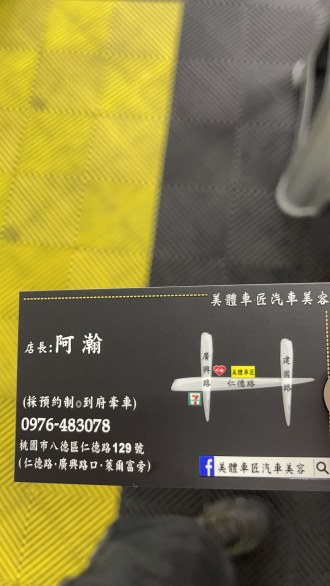 美體車匠汽車美容
店長:阿瀚
廣興路
建國路
美體車匠
仁德路
7
(採預約制。到府牽車)
0976-483078
桃園市八德區仁德路129號
(仁德路·廣興路口·萊爾富旁)
f 美體車匠汽車美容